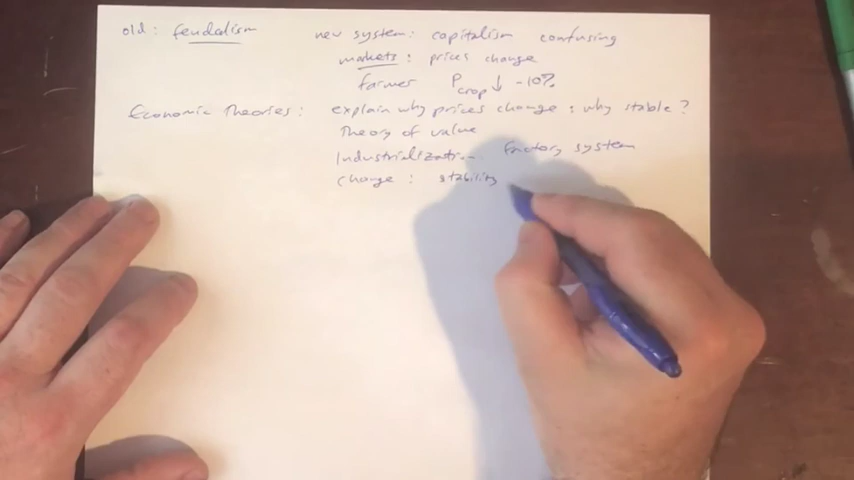 old: feudalism new system: capitalism confusing
markets: prices change
farmer Pcrop↓ -10%
Economic Theories: explain why prices change: why stable?
Theory of value
Industrialization factory system
change: stability